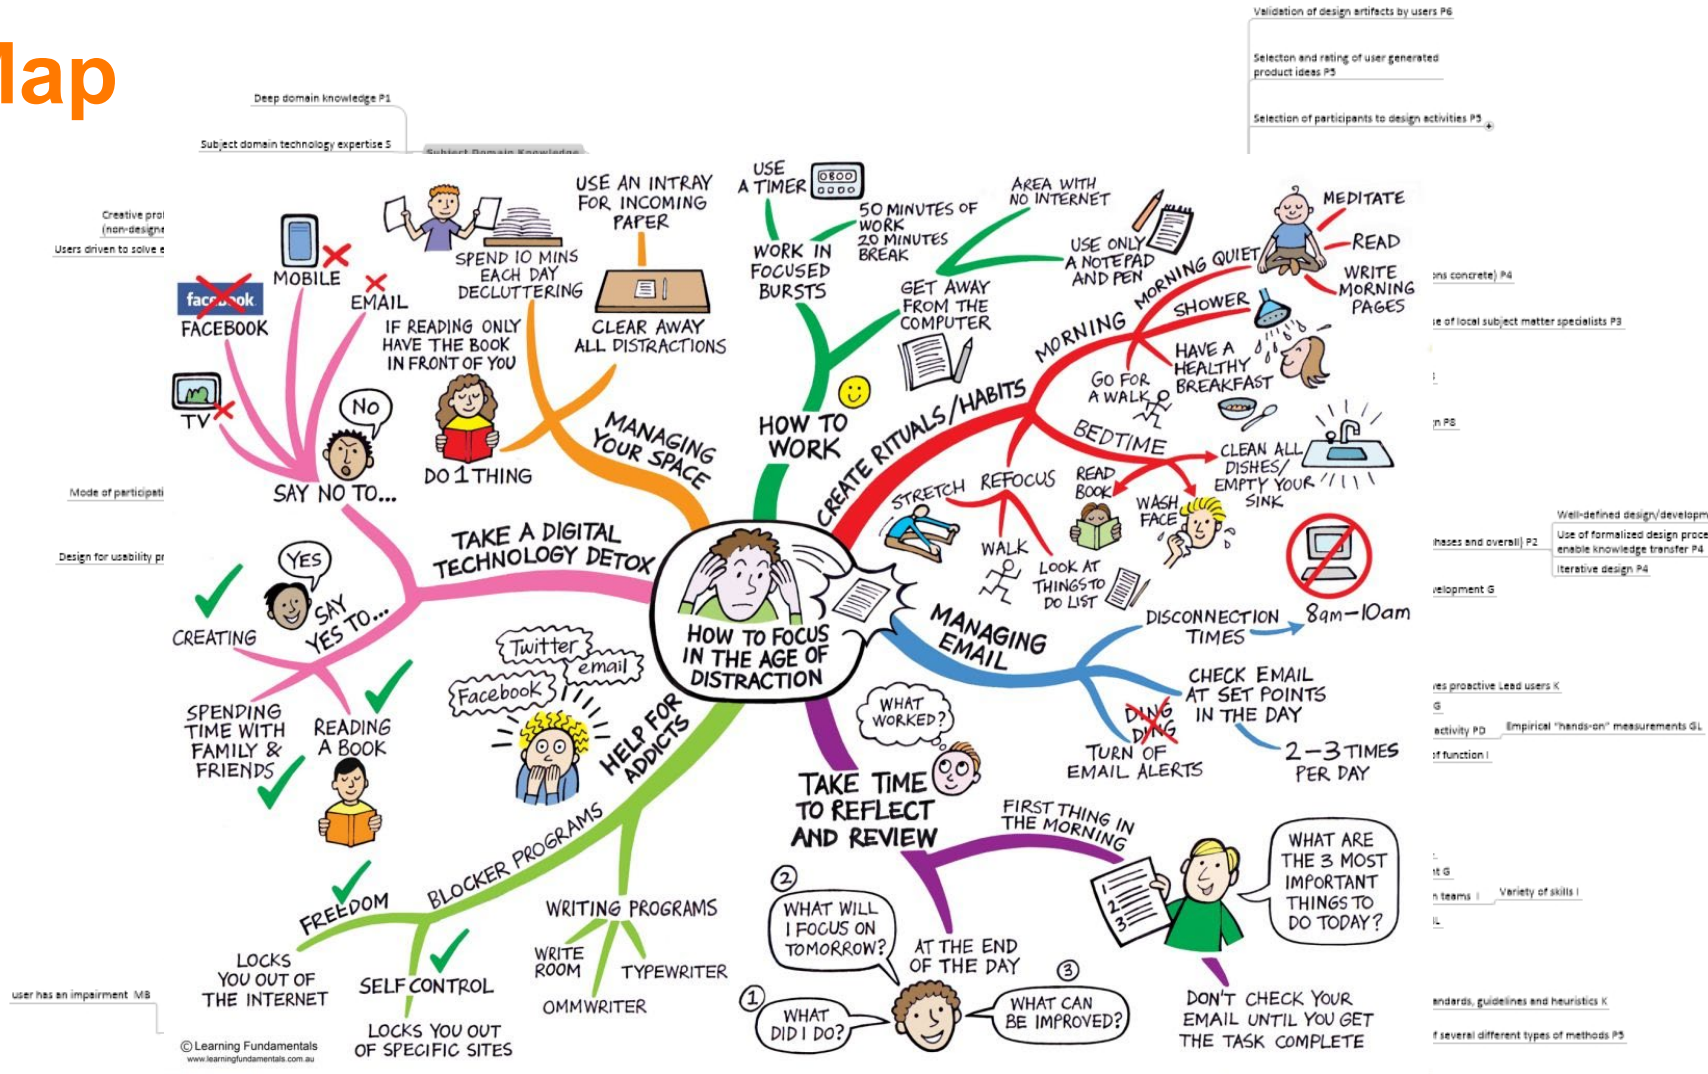 Map
Validation of design artifacts by users P6
Selecton and rating of user generated
product ideas P5
Selection of participants to design activities P5
Deep domain knowledge P1
Subject domain technology expertise S
Subject Domain Knowledge
Creative pro
(non-designe
Users driven to solve e
Mode of participati
Design for usability pr
user has an impairment MB
ons concrete) P4
se of local subject matter specialists P3
n P8
Well-defined design/developm
hases and overall) P2
Use of formalized design proce
enable knowledge transfer P4
Iterative design P4
velopment G
ves proactive Lead users K
G
activity PD
Empirical "hands-on" measurements GL
of function I
nt G
n teams I
Variety of skills I
andards, guidelines and heuristics K
f several different types of methods P5
HOW TO FOCUS
IN THE AGE OF
DISTRACTION
TAKE A DIGITAL
TECHNOLOGY DETOX
SAY NO TO...
NO
TV
facebook
FACEBOOK
MOBILE
EMAIL
YES
SAY
YES TO...
CREATING
SPENDING
TIME WITH
FAMILY &
FRIENDS
READING
A BOOK
MANAGING
YOUR SPACE
SPEND 10 MINS
EACH DAY
DECLUTTERING
USE AN INTRAY
FOR INCOMING
PAPER
CLEAR AWAY
ALL DISTRACTIONS
IF READING ONLY
HAVE THE BOOK
IN FRONT OF YOU
DO 1 THING
HOW TO
WORK
WORK IN
FOCUSED
BURSTS
USE
A TIMER
0800
50 MINUTES OF
WORK
20 MINUTES
BREAK
GET AWAY
FROM THE
COMPUTER
AREA WITH
NO INTERNET
USE ONLY
A NOTEPAD
AND PEN
CREATE RITUALS/HABITS
MORNING
MORNING QUIET
MEDITATE
READ
WRITE
MORNING
PAGES
SHOWER
HAVE A
HEALTHY
BREAKFAST
GO FOR
A WALK
BEDTIME
CLEAN ALL
DISHES/
EMPTY YOUR
SINK
READ
BOOK
WASH
FACE
REFOCUS
STRETCH
WALK
LOOK AT
THINGS TO
DO LIST
MANAGING
EMAIL
DISCONNECTION
TIMES
8am-10am
CHECK EMAIL
AT SET POINTS
IN THE DAY
2-3 TIMES
PER DAY
DING
DING
TURN OF
EMAIL ALERTS
TAKE TIME
TO REFLECT
AND REVIEW
WHAT
WORKED?
FIRST THING IN
THE MORNING
1
2
3
WHAT ARE
THE 3 MOST
IMPORTANT
THINGS TO
DO TODAY?
DON'T CHECK YOUR
EMAIL UNTIL YOU GET
THE TASK COMPLETE
AT THE END
OF THE DAY
1
WHAT
DID I DO?
2
WHAT WILL
I FOCUS ON
TOMORROW?
3
WHAT CAN
BE IMPROVED?
HELP FOR
ADDICTS
Twitter
email
Facebook
BLOCKER PROGRAMS
FREEDOM
LOCKS
YOU OUT OF
THE INTERNET
SELF CONTROL
LOCKS YOU OUT
OF SPECIFIC SITES
WRITING PROGRAMS
WRITE
ROOM
OMMWRITER
TYPEWRITER
© Learning Fundamentals
www.learningfundamentals.com.au